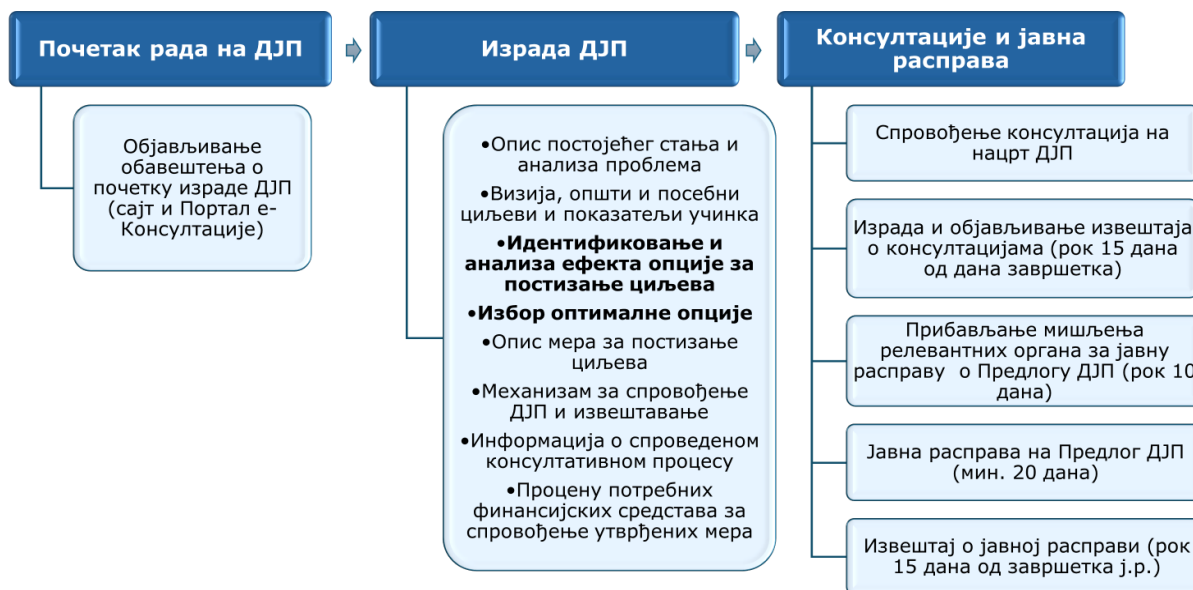 Почетак рада на ДЈП
Објављивање
обавештења о
почетку израде ДЈП
(сајт и Портал е-
Консултације)
Израда ДЈП
•Опис постојећег стања и
анализа проблема
•Визија, општи и посебни
циљеви и показатељи учинка
•Идентификовање и
анализа ефекта опције за
постизање циљева
•Избор оптималне опције
•Опис мера за постизање
циљева
•Механизам за спровођење
ДЈП и извештавање
•Информација о спроведеном
консултативном процесу
•Процену потребних
финансијских средстава за
спровођење утврђених мера
Консултације и јавна
расправа
Спровођење консултација на
нацрт ДЈП
Израда и објављивање извештаја
о консултацијама (рок 15 дана
од дана завршетка)
Прибављање мишљења
релевантних органа за јавну
расправу  о Предлогу ДЈП (рок 10
дана)
Јавна расправа на Предлог ДЈП
(мин. 20 дана)
Извештај о јавној расправи (рок
15 дана од завршетка ј.р.)